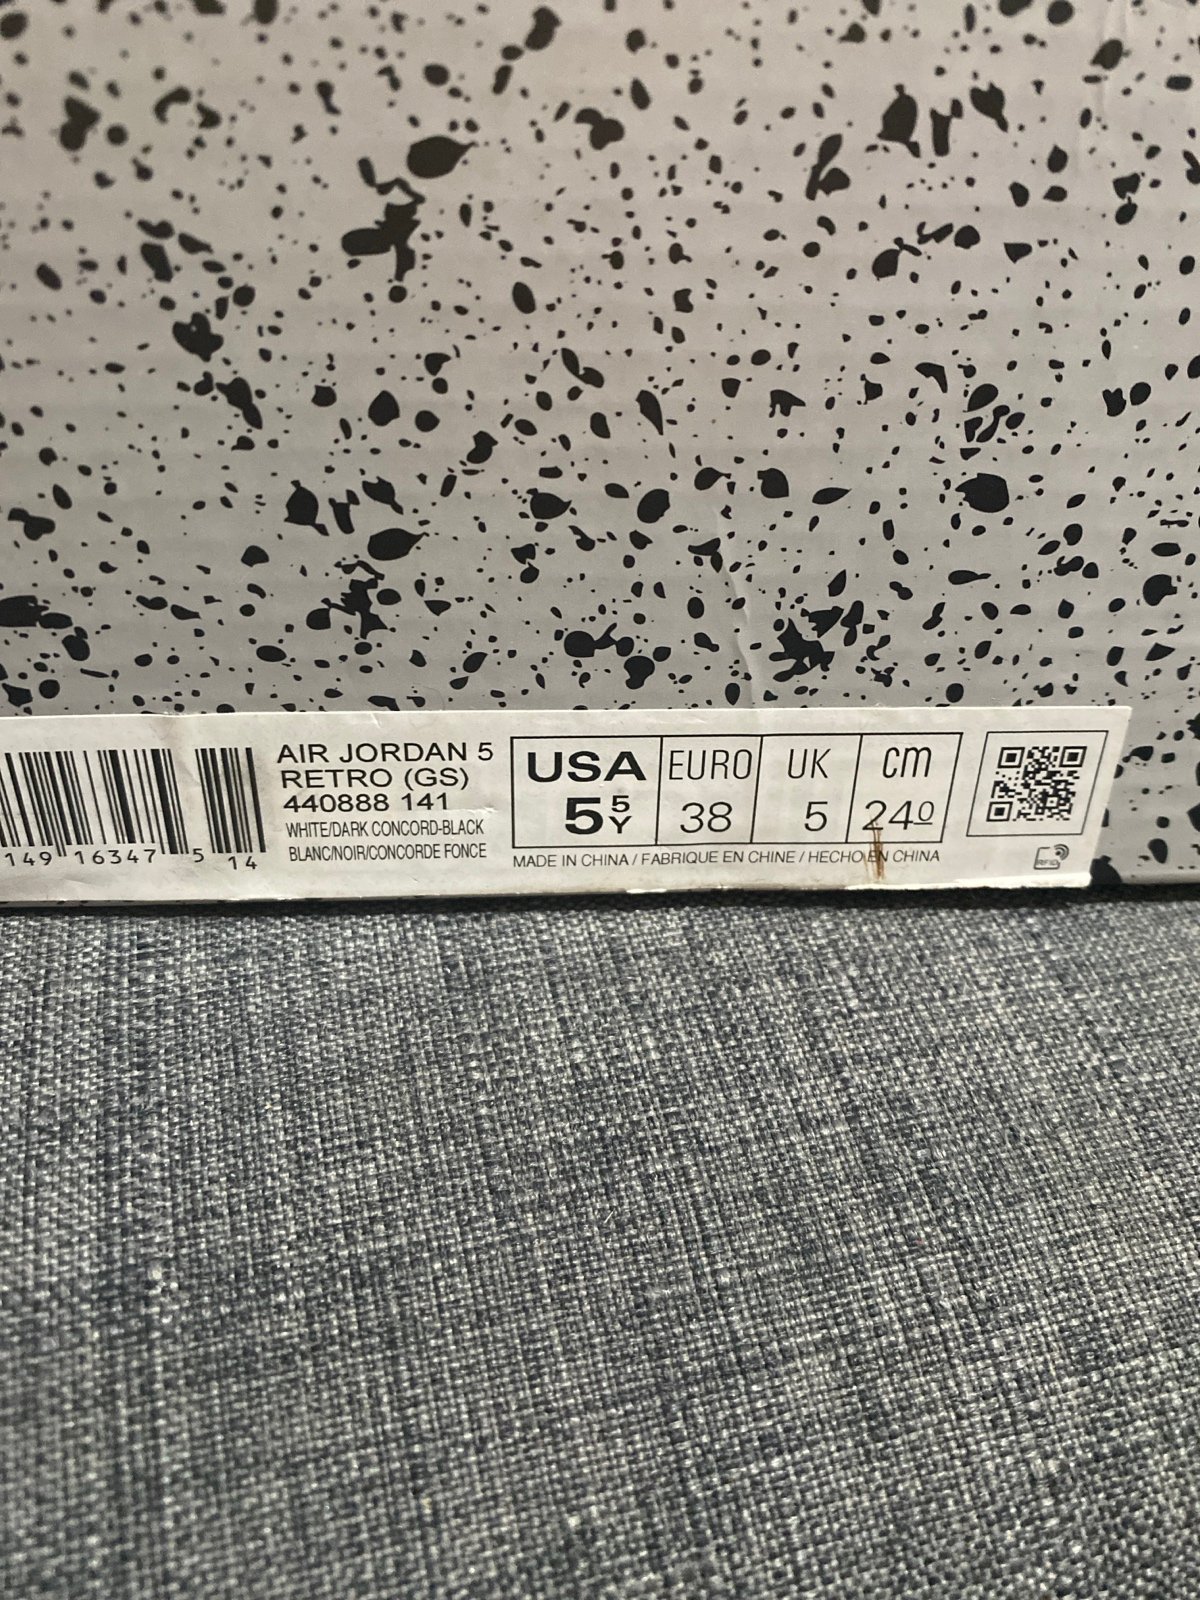 AIR JORDAN 5
RETRO (GS)
440888 141
WHITE/DARK CONCORD-BLACK
BLANC/NOIR/CONCORDE FONCE
149 16347 5 14
USA EURO UK cm
5 5 Y 38 5 24 0
MADE IN CHINA / FABRIQUE EN CHINE / HECHO EN CHINA
RFID